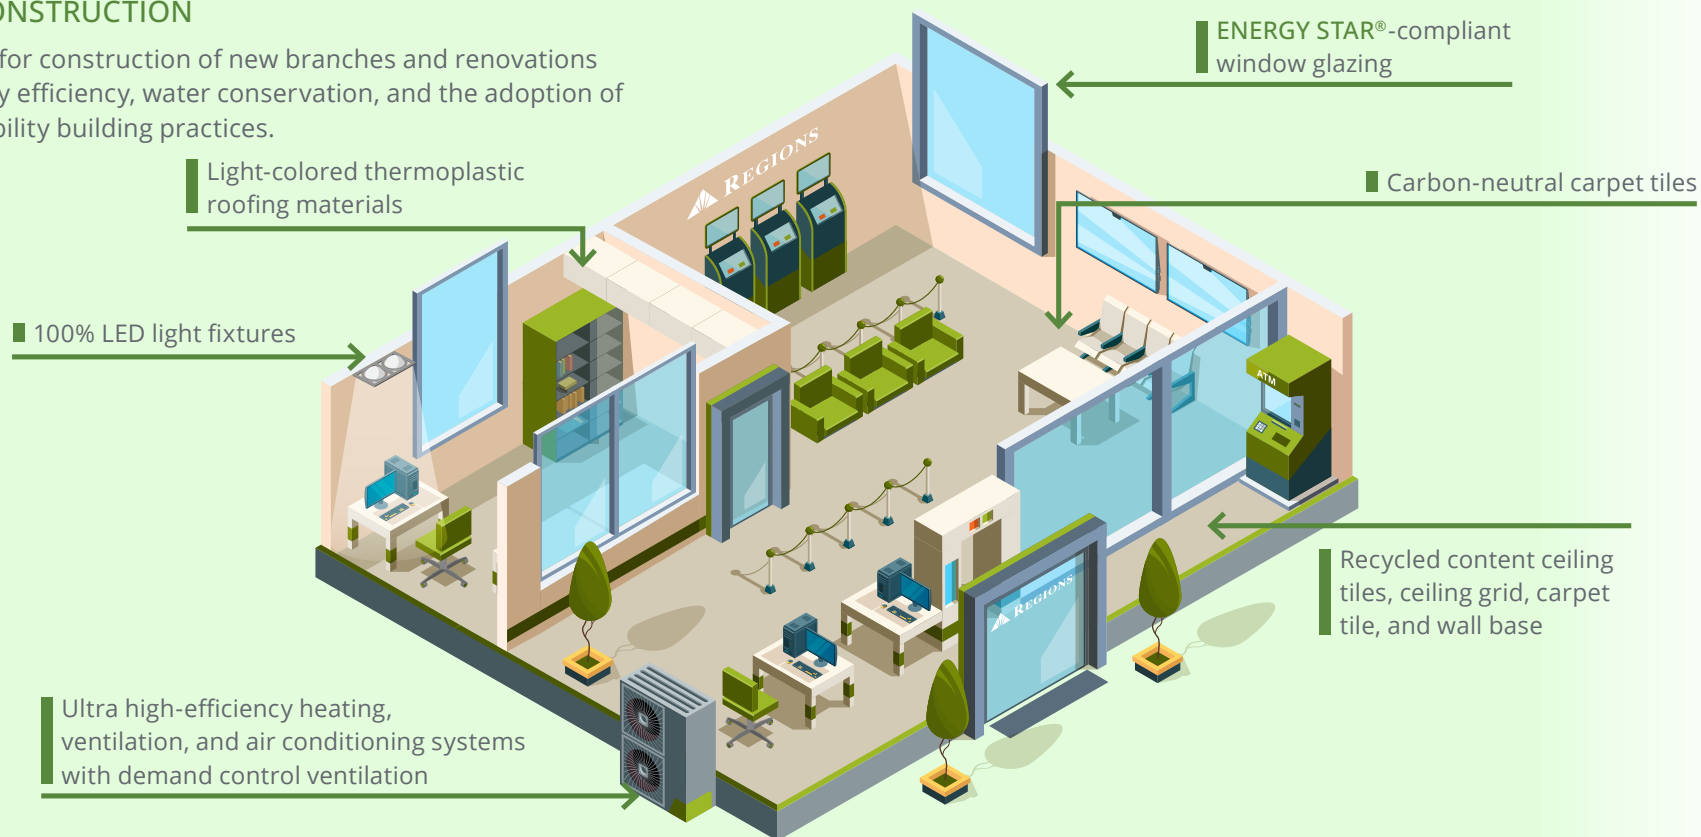 ONSTRUCTION
for construction of new branches and renovations
y efficiency, water conservation, and the adoption of
bility building practices.
ENERGY STAR®-compliant
window glazing
Light-colored thermoplastic
roofing materials
REGIONS
Carbon-neutral carpet tiles
100% LED light fixtures
ATM
REGIONS
Recycled content ceiling
tiles, ceiling grid, carpet
tile, and wall base
Ultra high-efficiency heating,
ventilation, and air conditioning systems
with demand control ventilation